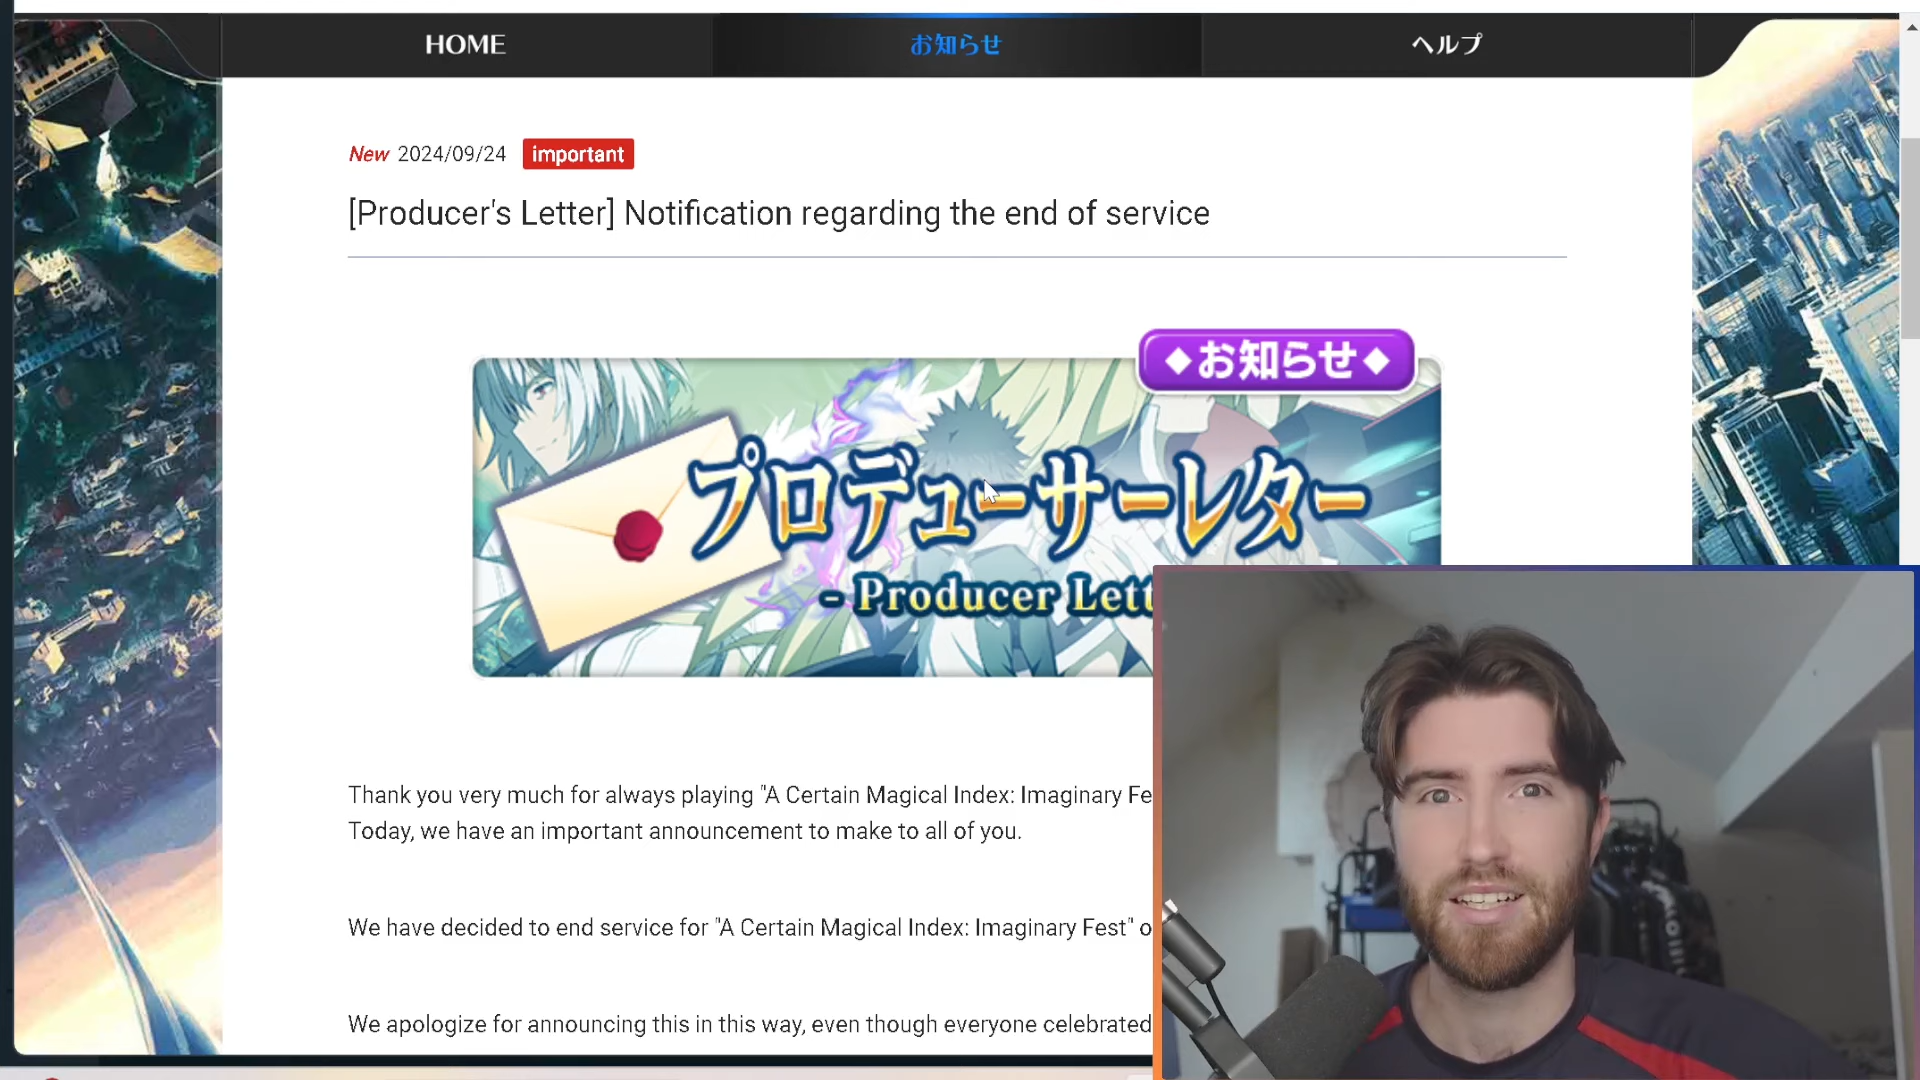 HOME お知らせ ヘルプ
New 2024/09/24 important
[Producer's Letter] Notification regarding the end of service
◆お知らせ◆
プロデューサーレター
- Producer Lett
Thank you very much for always playing "A Certain Magical Index: Imaginary Fe
Today, we have an important announcement to make to all of you.
We have decided to end service for "A Certain Magical Index: Imaginary Fest" o
We apologize for announcing this in this way, even though everyone celebrated